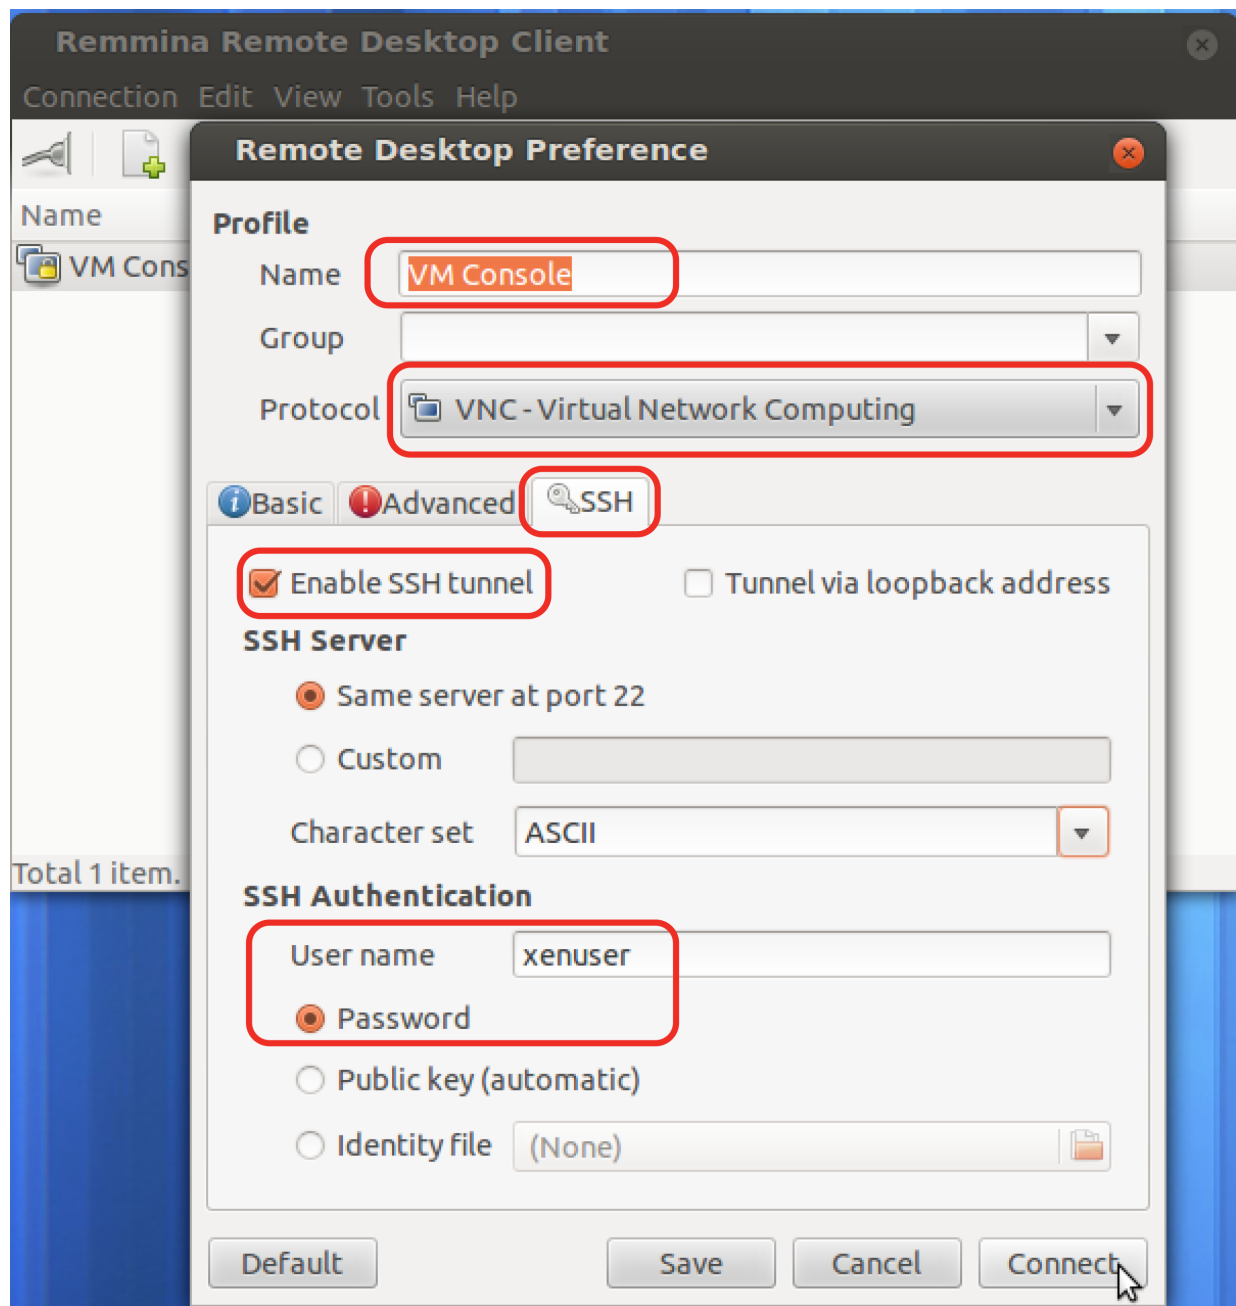 Remmina Remote Desktop Client
Connection Edit View Tools Help
Remote Desktop Preference
Name
Profile
VM Cons
Name VM Console
Group
Protocol VNC - Virtual Network Computing
Basic Advanced SSH
Enable SSH tunnel Tunnel via loopback address
SSH Server
Same server at port 22
Custom
Character set ASCII
Total 1 item.
SSH Authentication
User name xenuser
Password
Public key (automatic)
Identity file (None)
Default Save Cancel Connect